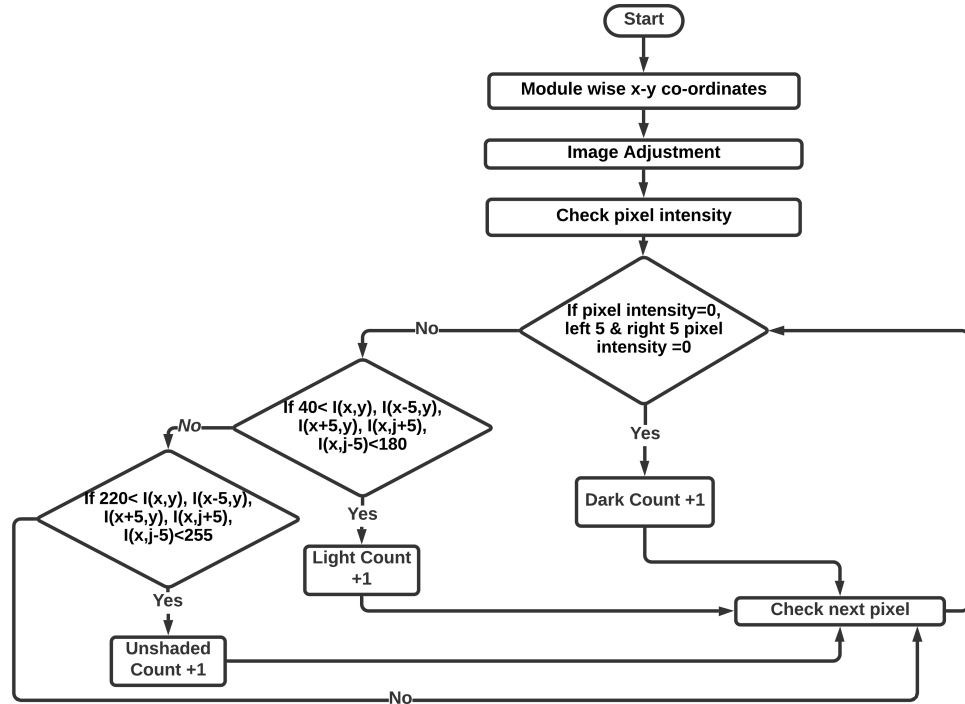 Start
Module wise x-y co-ordinates
Image Adjustment
Check pixel intensity
If pixel intensity=0,
left 5 & right 5 pixel
intensity =0
No
If 40< I(x,y), I(x-5,y),
I(x+5,y), I(x,j+5),
I(x,j-5)<180
No
Yes
If 220< I(x,y), I(x-5,y),
I(x+5,y), I(x,j+5),
I(x,j-5)<255
Dark Count +1
Yes
Light Count
+1
Yes
Check next pixel
Unshaded
Count +1
No